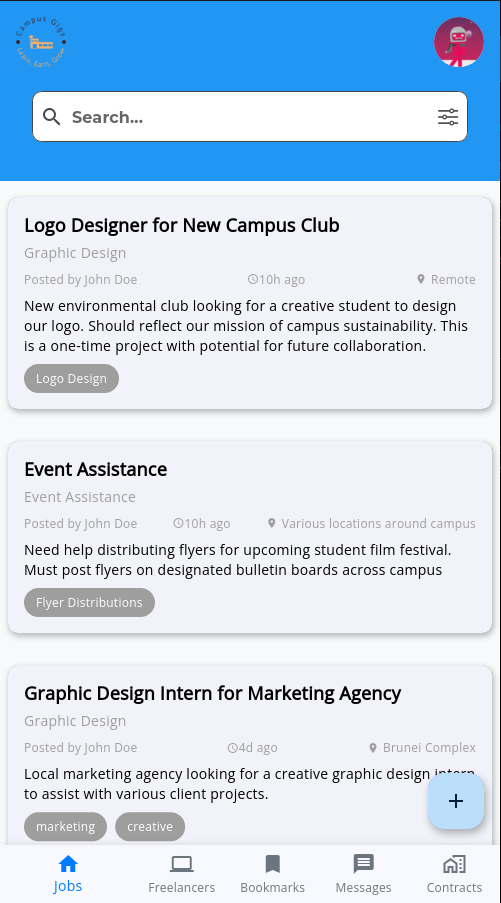 Campus Gigs
Learn, Earn, Grow
Search...
Logo Designer for New Campus Club
Graphic Design
Posted by John Doe 10h ago Remote
New environmental club looking for a creative student to design
our logo. Should reflect our mission of campus sustainability. This
is a one-time project with potential for future collaboration.
Logo Design
Event Assistance
Event Assistance
Posted by John Doe 10h ago Various locations around campus
Need help distributing flyers for upcoming student film festival.
Must post flyers on designated bulletin boards across campus
Flyer Distributions
Graphic Design Intern for Marketing Agency
Graphic Design
Posted by John Doe 4d ago Brunei Complex
Local marketing agency looking for a creative graphic design intern
to assist with various client projects.
marketing creative
Jobs Freelancers Bookmarks Messages Contracts